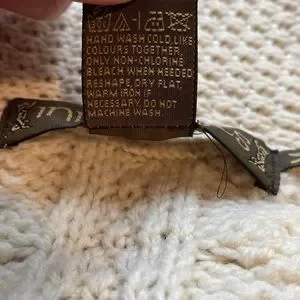 HAND WASH COLD, LIKE
COLOURS TOGETHER,
ONLY NON-CHLORINE
BLEACH WHEN NEEDED
RESHAPE, DRY FLAT,
WARM IRON IF
NECESSARY. DO NOT
MACHINE WASH.